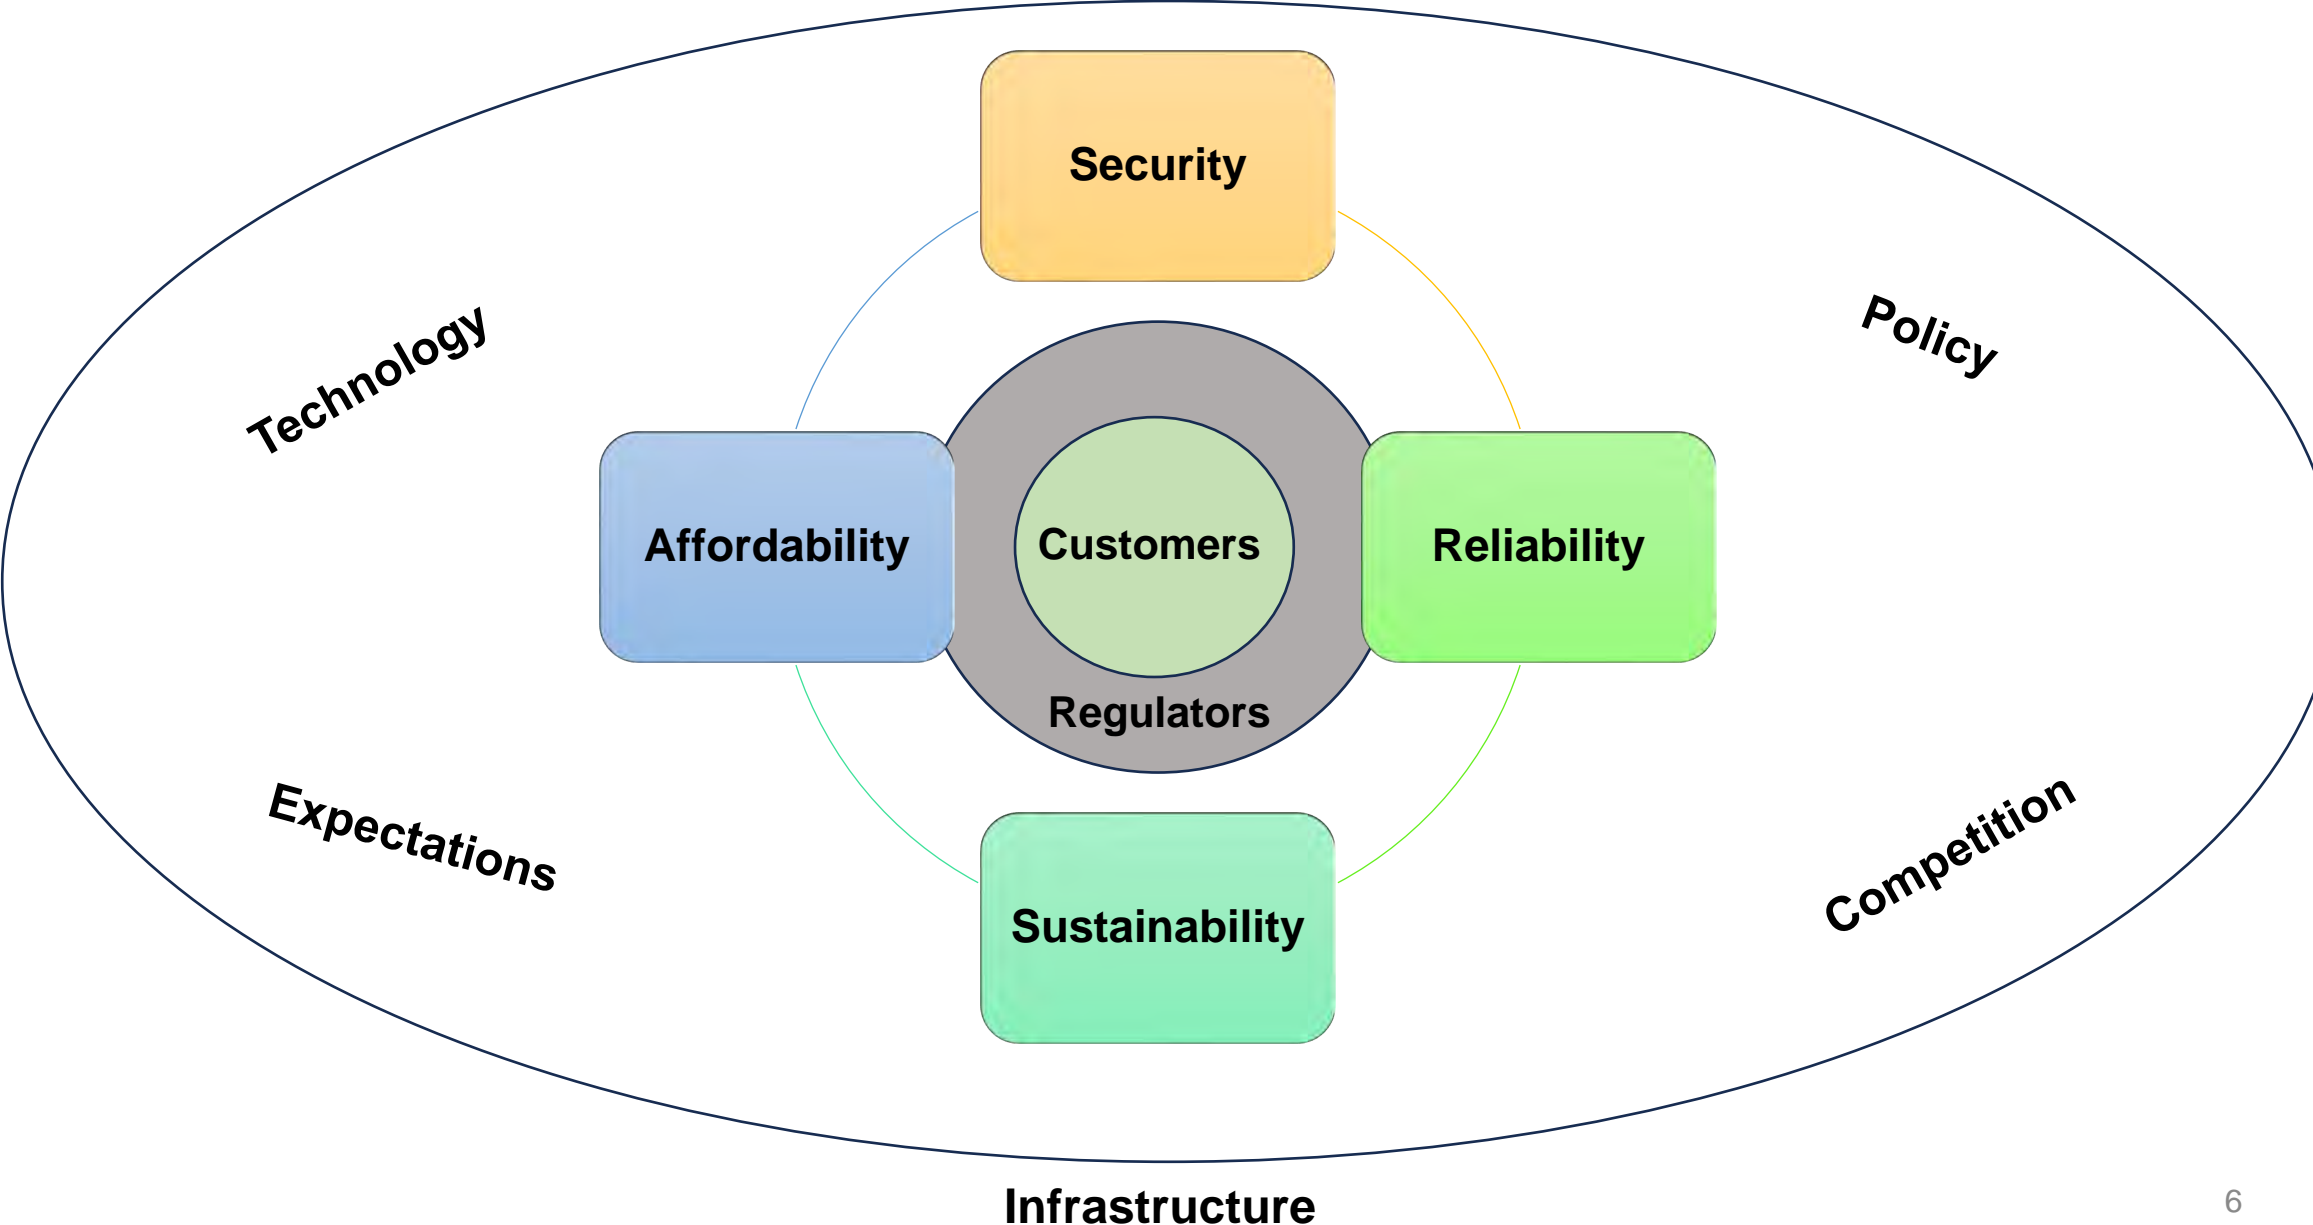 Security
Technology
Policy
Affordability
Customers
Reliability
Regulators
Expectations
Competition
Sustainability
Infrastructure
6